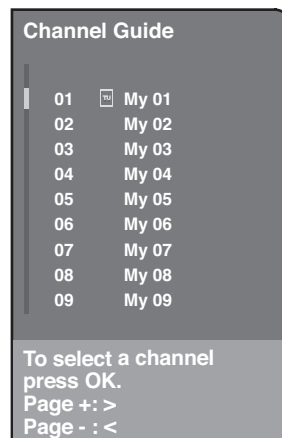 Channel Guide
01 TU My 01
02 My 02
03 My 03
04 My 04
05 My 05
06 My 06
07 My 07
08 My 08
09 My 09
To select a channel
press OK.
Page +: >
Page - : <